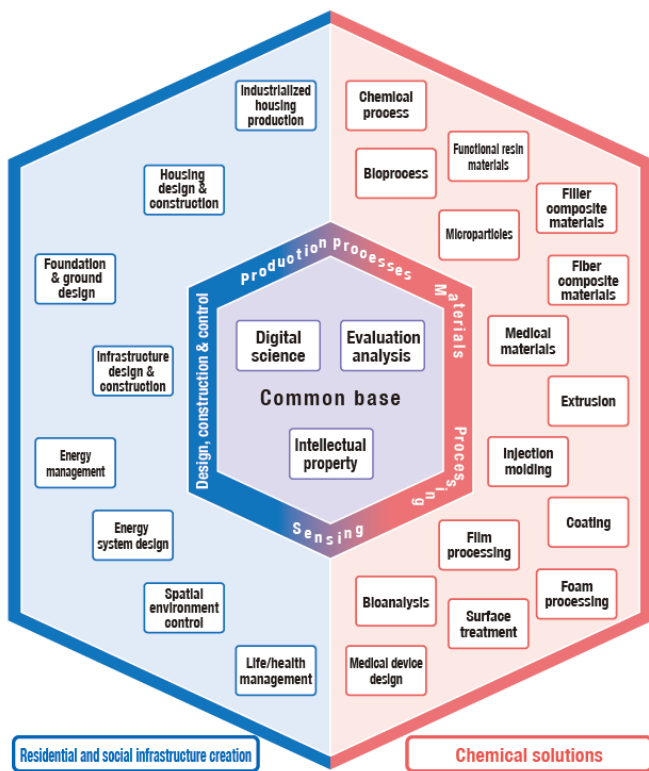 Industrialized
housing
production
Housing
design &
construction
Foundation
& ground
design
Infrastructure
design &
construction
Energy
management
Energy
system design
Spatial
environment
control
Life/health
management
Chemical
process
Functional resin
materials
Bioprocess
Filler
composite
materials
Microparticles
Fiber
composite
materials
Medical
materials
Extrusion
Injection
molding
Coating
Film
processing
Foam
processing
Bioanalysis
Surface
treatment
Medical device
design
Production processes
Materials
Processing
Sensing
Design, construction & control
Digital
science
Evaluation
analysis
Common base
Intellectual
property
Residential and social infrastructure creation
Chemical solutions